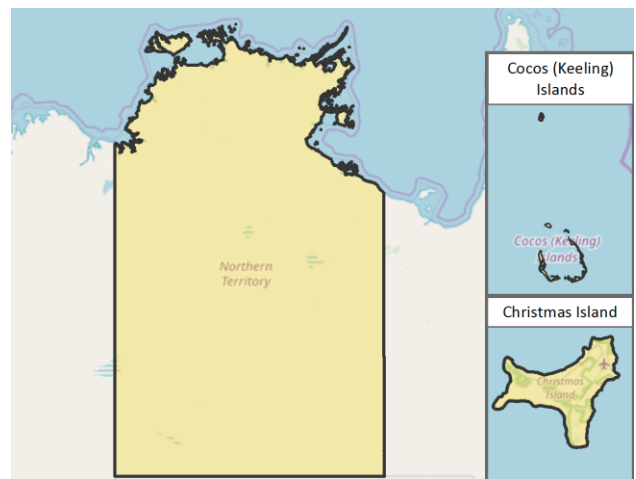 Cocos (Keeling)
Islands
Cocos (Keeling)
Islands
Northern
Territory
Christmas Island
Christmas
Island